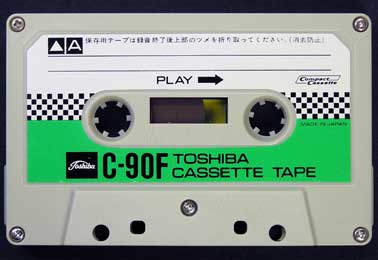 ▲A 保存用テープは録音終了後上部のツメを折り取ってください。(消去防止)
PLAY
Compact
Cassette
MADE IN JAPAN
Toshiba C-90F TOSHIBA
CASSETTE TAPE